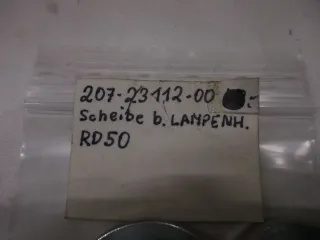 207-23112-00 .-
Scheibe b. LAMPENH.
RD50